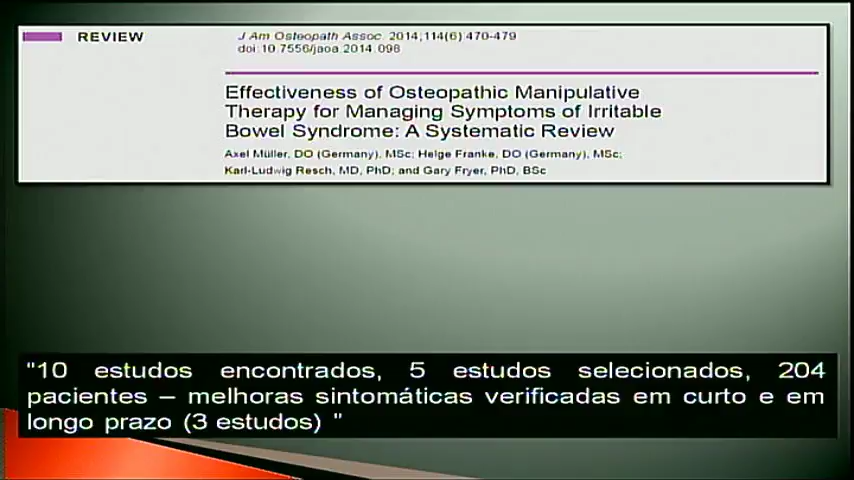 REVIEW
J Am Osteopath Assoc. 2014;114(6) 470-479
doi:10.7556/jaoa.2014.098
Effectiveness of Osteopathic Manipulative
Therapy for Managing Symptoms of Irritable
Bowel Syndrome: A Systematic Review
Axel Müller, DO (Germany), MSc; Helge Franke, DO (Germany), MSc;
Karl-Ludwig Resch, MD, PhD; and Gary Fryer, PhD, BSc
"10 estudos encontrados, 5 estudos selecionados, 204
pacientes – melhoras sintomáticas verificadas em curto e em
longo prazo (3 estudos) "